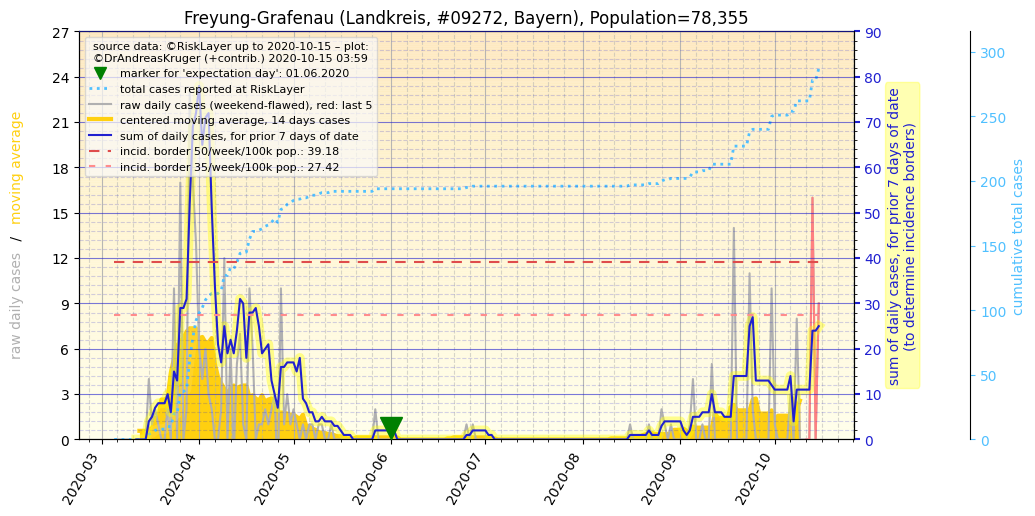 Freyung-Grafenau (Landkreis, #09272, Bayern), Population=78,355
source data: ©RiskLayer up to 2020-10-15 – plot:
©DrAndreasKruger (+contrib.) 2020-10-15 03:59
marker for 'expectation day': 01.06.2020
total cases reported at RiskLayer
raw daily cases (weekend-flawed), red: last 5
centered moving average, 14 days cases
sum of daily cases, for prior 7 days of date
incid. border 50/week/100k pop.: 39.18
incid. border 35/week/100k pop.: 27.42
raw daily cases / moving average
27
24
21
18
15
12
9
6
3
0
2020-03
2020-04
2020-05
2020-06
2020-07
2020-08
2020-09
2020-10
90
80
70
60
50
40
30
20
10
0
sum of daily cases, for prior 7 days of date
(to determine incidence borders)
300
250
200
150
100
50
0
cumulative total cases